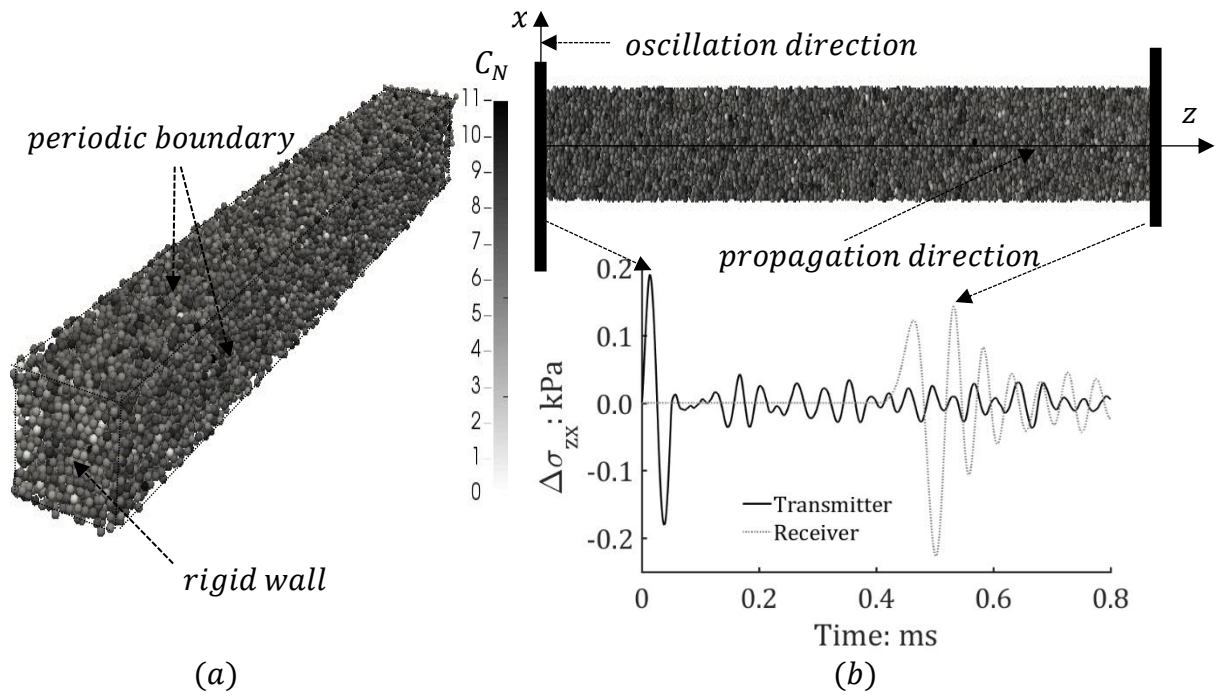 periodic boundary
rigid wall
C_N
11
10
9
8
7
6
5
4
3
2
1
0
(a)
x
oscillation direction
z
propagation direction
0.2
0.1
0.0
-0.1
-0.2
Δσ_zx: kPa
Transmitter
Receiver
0 0.2 0.4 0.6 0.8
Time: ms
(b)